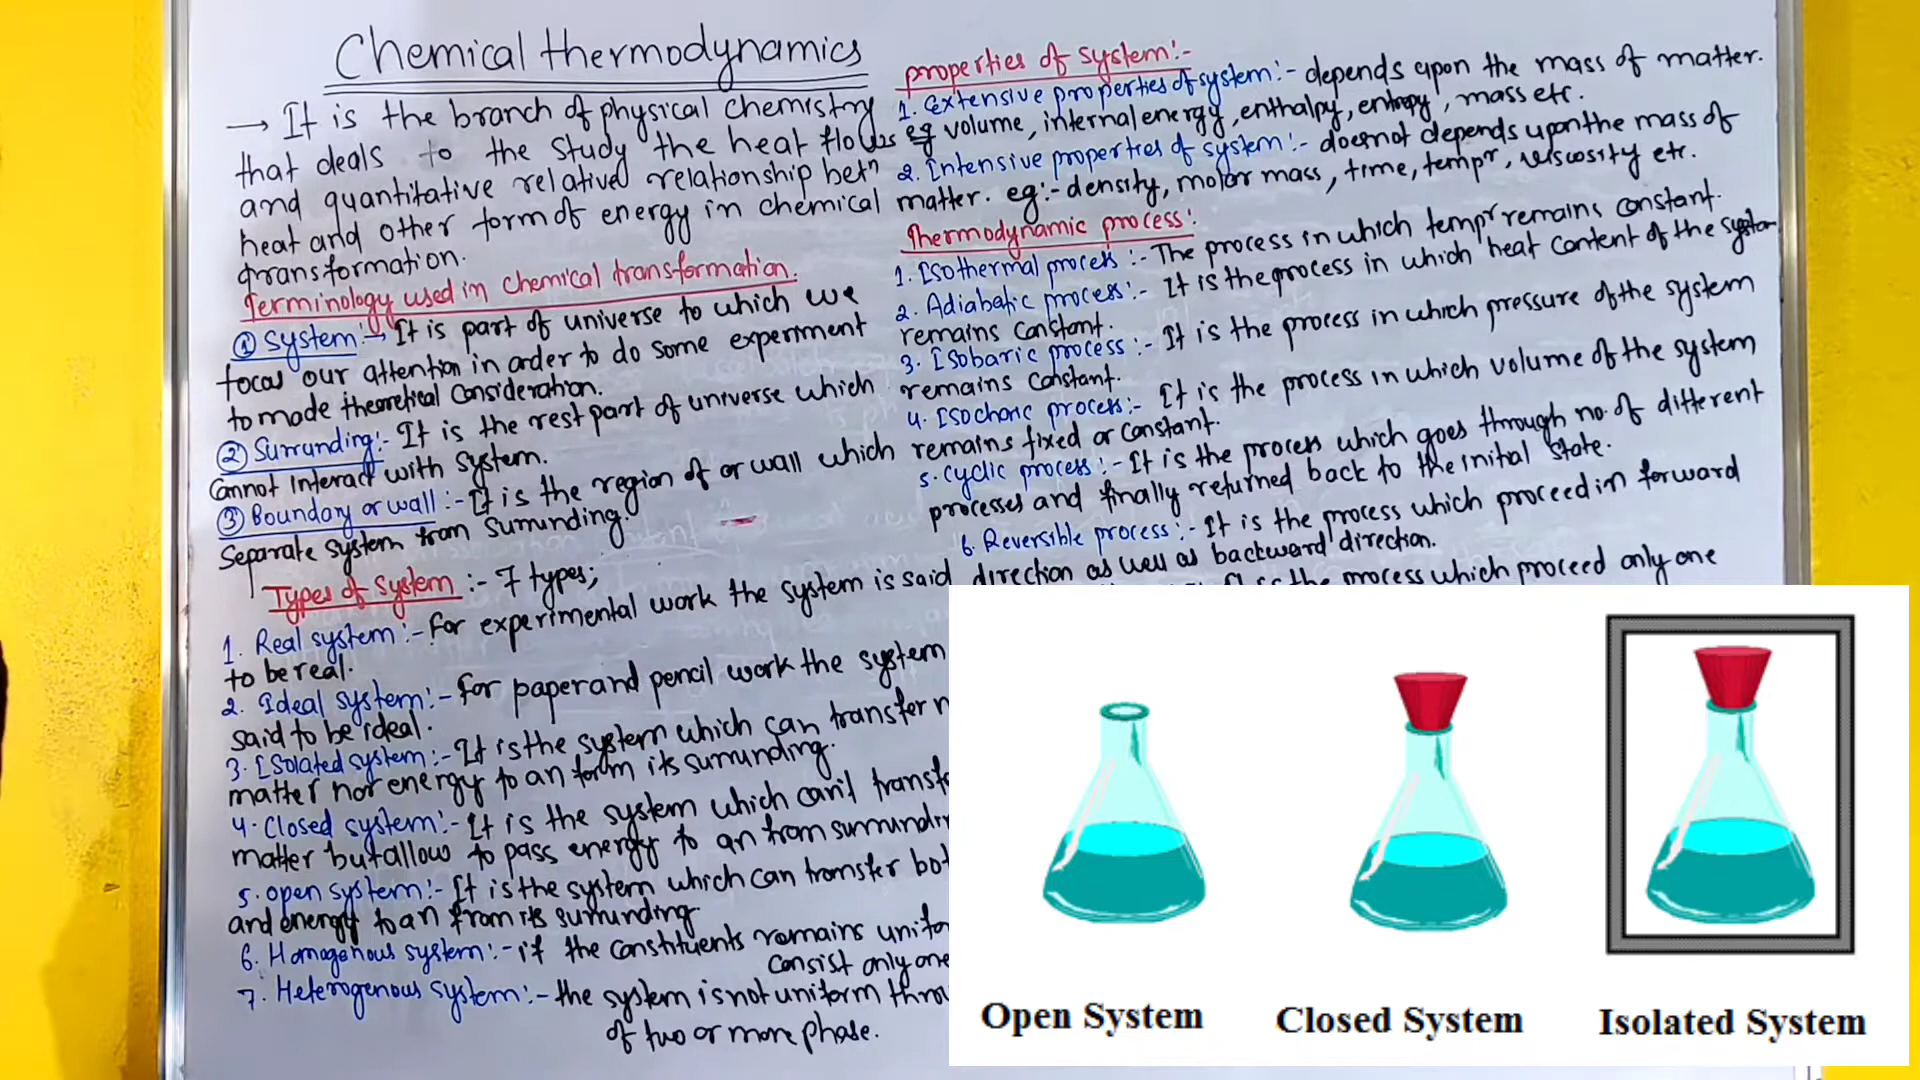 Chemical thermodynamics
→ It is the branch of physical chemistry
that deals to the study the heat flows
and quantitative relative relationship betn
heat and other form of energy in chemical
transformation.
Terminology used in chemical transformation.
① System:→ It is part of universe to which we
focus our attention in order to do some experiment
to made theoretical consideration.
② Surrunding:- It is the rest part of universe which
cannot interact with system.
③ Boundary or wall:- It is the region of or wall which
Separate system from surrunding.
Types of system :- 7 types;
1. Real system:- for experimental work the system is said
to be real.
2. Ideal system:- for paper and pencil work the system
said to be ideal.
3. Isolated system:- It is the system which can transfer n
matter nor energy to an form its surrunding.
4. Closed system:- It is the system which can't transfe
matter but allow to pass energy to an from surrundin
5. open system:- It is the system which can transfer bot
and energy to an from its surrunding
6. Homogenous system:- if the constituents remains unifor
consist only one
7. Heterogenous system:- the system is not uniform throu
of two or more phase.
properties of system:-
1. Extensive properties of system:- depends upon the mass of matter.
eg volume, internal energy, enthalpy, entropy, mass etc.
2. Intensive properties of system:- doesnot depends upon the mass of
matter. eg:- density, molar mass, time, tempr, viscosity etc.
Thermodynamic process:
1. Isothermal process:- The process in which tempr remains constant.
2. Adiabatic process:- It is the process in which heat content of the system
remains constant.
3. Isobaric process:- It is the process in which pressure of the system
remains constant.
4. Isochoric process:- It is the process in which volume of the system
remains fixed or constant.
5. cyclic process:- It is the process which goes through no. of different
processes and finally returned back to the initial state.
6. Reversible process:- It is the process which proceed in forward
direction as well as backward direction.
the process which proceed only one
Open System
Closed System
Isolated System